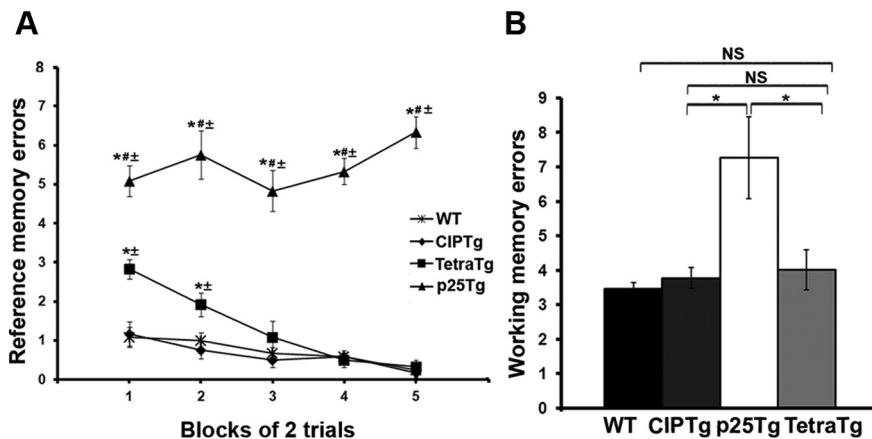 A
Reference memory errors
8
7
6
5
4
3
2
1
0
*#±
*#±
*#±
*#±
*#±
*±
*±
WT
CIPTg
TetraTg
p25Tg
1 2 3 4 5
Blocks of 2 trials
B
NS
NS
* *
Working memory errors
9
8
7
6
5
4
3
2
1
0
WT CIPTg p25Tg TetraTg